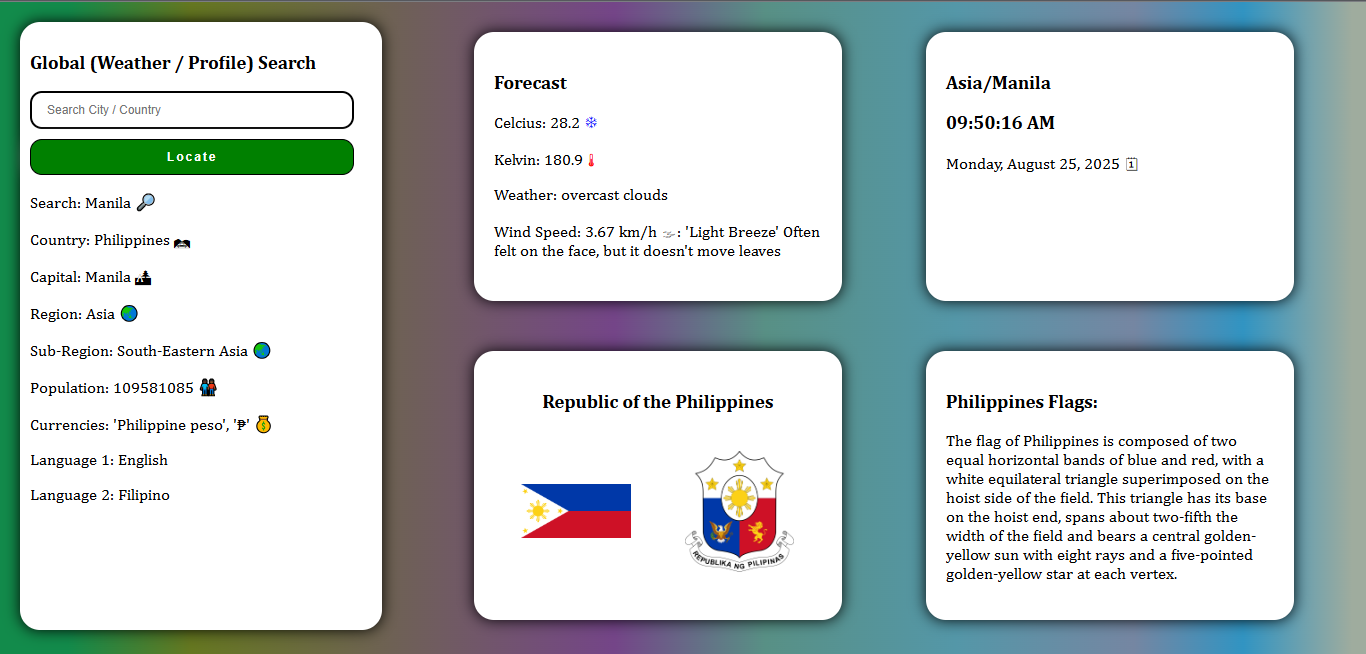 Global (Weather / Profile) Search
Search City / Country
Locate
Search: Manila
Country: Philippines
Capital: Manila
Region: Asia
Sub-Region: South-Eastern Asia
Population: 109581085
Currencies: 'Philippine peso', '₱'
Language 1: English
Language 2: Filipino
Forecast
Celcius: 28.2
Kelvin: 180.9
Weather: overcast clouds
Wind Speed: 3.67 km/h : 'Light Breeze' Often
felt on the face, but it doesn't move leaves
Asia/Manila
09:50:16 AM
Monday, August 25, 2025
Republic of the Philippines
REPUBLIKA NG PILIPINAS
Philippines Flags:
The flag of Philippines is composed of two
equal horizontal bands of blue and red, with a
white equilateral triangle superimposed on the
hoist side of the field. This triangle has its base
on the hoist end, spans about two-fifth the
width of the field and bears a central golden-
yellow sun with eight rays and a five-pointed
golden-yellow star at each vertex.